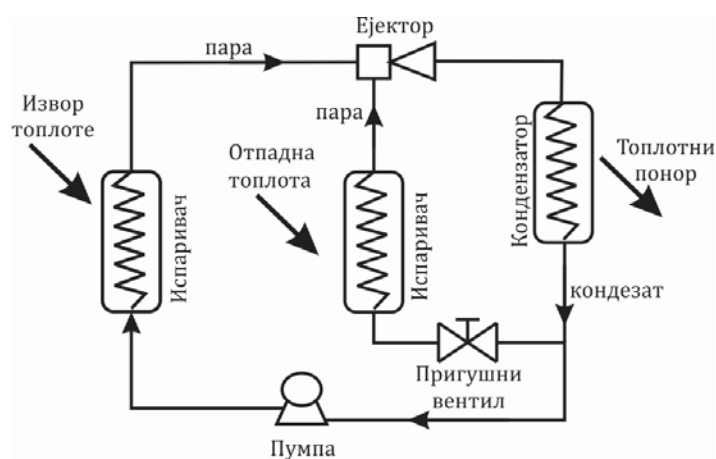 Ејектор
пара
Извор
топлоте
пара
Отпадна
топлота
Кондензатор
Топлотни
понор
Испаривач
Испаривач
кондезат
Пригушни
вентил
Пумпа